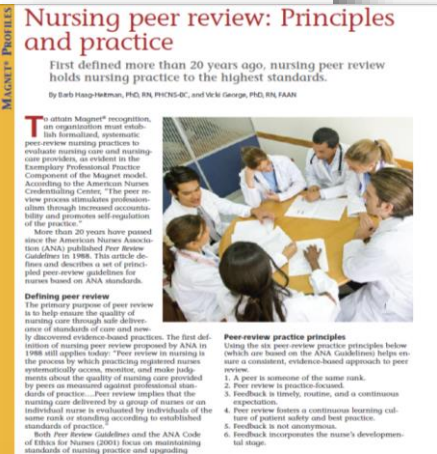 MAGNET® PROFILES
Nursing peer review: Principles
and practice
First defined more than 20 years ago, nursing peer review
holds nursing practice to the highest standards.
By Barb Haag-Heitman, PhD, RN, PHCNS-BC, and Vicki George, PhD, RN, FAAN
To attain Magnet® recognition,
an organization must estab-
lish formalized, systematic
peer-review nursing practices to
evaluate nursing care and nursing-
care providers, as evident in the
Exemplary Professional Practice
Component of the Magnet model.
According to the American Nurses
Credentialing Center, "The peer re-
view process stimulates profession-
alism through increased accounta-
bility and promotes self-regulation
of the practice."
More than 20 years have passed
since the American Nurses Associa-
tion (ANA) published Peer Review
Guidelines in 1988. This article de-
fines and describes a set of princi-
pled peer-review guidelines for
nurses based on ANA standards.
Defining peer review
The primary purpose of peer review
is to help ensure the quality of
nursing care through safe deliver-
ance of standards of care and new-
ly discovered evidence-based practices. The first def-
inition of nursing peer review proposed by ANA in
1988 still applies today: "Peer review in nursing is
the process by which practicing registered nurses
systematically access, monitor, and make judg-
ments about the quality of nursing care provided
by peers as measured against professional stan-
dards of practice....Peer review implies that the
nursing care delivered by a group of nurses or an
individual nurse is evaluated by individuals of the
same rank or standing according to established
standards of practice."
Both Peer Review Guidelines and the ANA Code
of Ethics for Nurses (2001) focus on maintaining
standards of nursing practice and upgrading
Peer-review practice principles
Using the six peer-review practice principles below
(which are based on the ANA Guidelines) helps en-
sure a consistent, evidence-based approach to peer
review.
1. A peer is someone of the same rank.
2. Peer review is practice-focused.
3. Feedback is timely, routine, and a continuous
expectation.
4. Peer review fosters a continuous learning cul-
ture of patient safety and best practice.
5. Feedback is not anonymous.
6. Feedback incorporates the nurse's developmen-
tal stage.